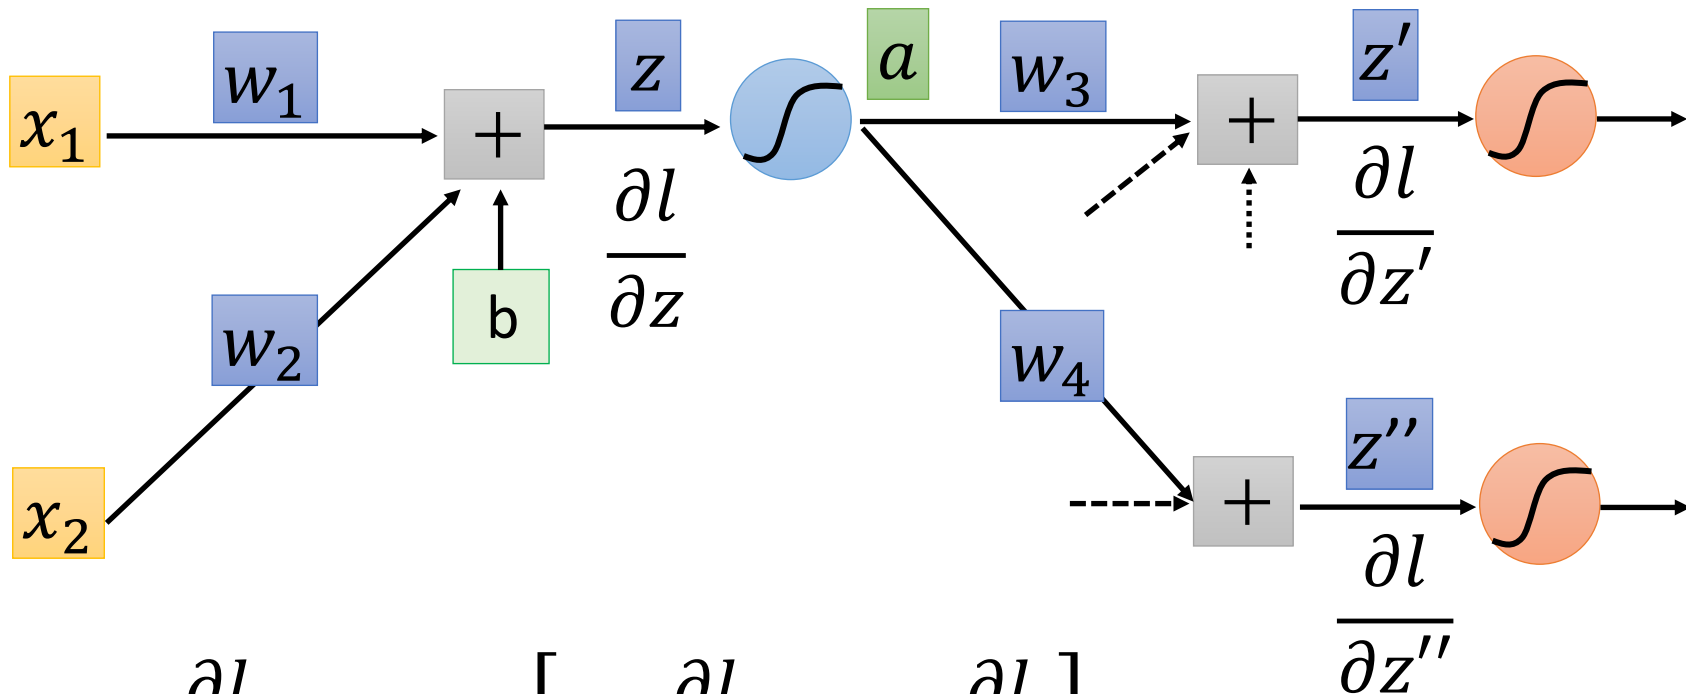 x₁ w₁ + z a w₃ + z′
∂l/∂z ∂l/∂z′
w₂ b w₄
x₂ + z′′
∂l/∂z′′
∂l [ ∂l ∂l ]